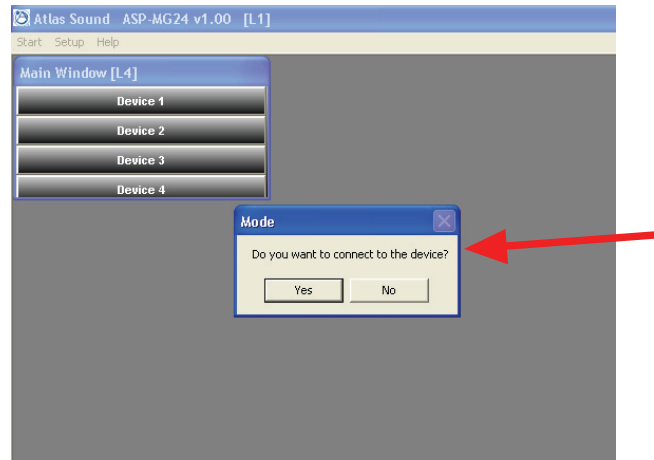 Atlas Sound ASP-MG24 v1.00 [L1]
Start Setup Help
Main Window [L4]
Device 1
Device 2
Device 3
Device 4
Mode
Do you want to connect to the device?
Yes No